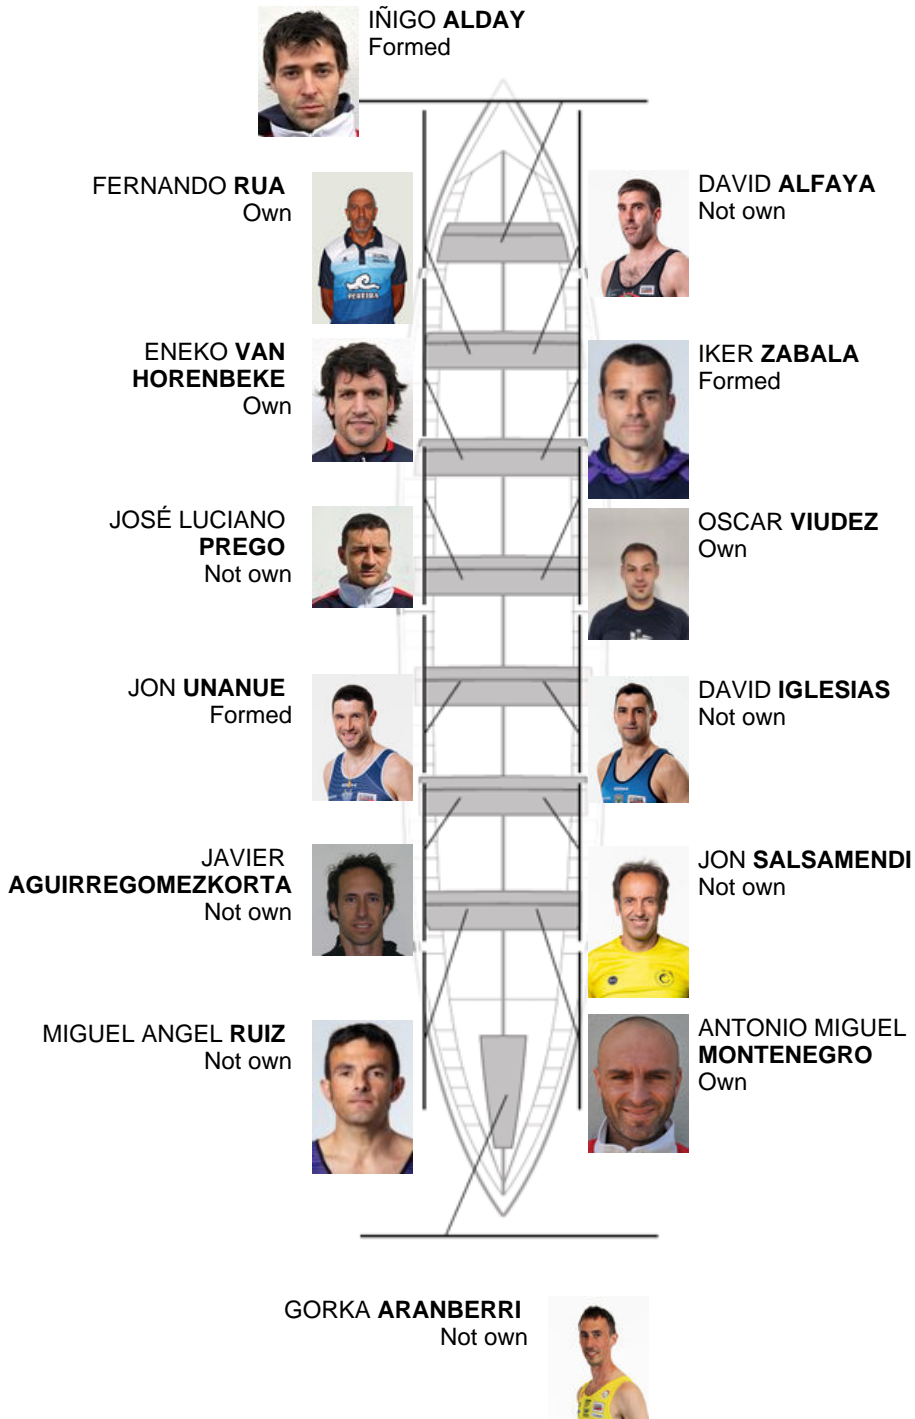 IÑIGO ALDAY
Formed
FERNANDO RUA
Own
DAVID ALFAYA
Not own
ENEKO VAN
HORENBEKE
Own
IKER ZABALA
Formed
JOSÉ LUCIANO
PREGO
Not own
OSCAR VIUDEZ
Own
JON UNANUE
Formed
DAVID IGLESIAS
Not own
JAVIER
AGUIRREGOMEZKORTA
Not own
JON SALSAMENDI
Not own
MIGUEL ANGEL RUIZ
Not own
ANTONIO MIGUEL
MONTENEGRO
Own
GORKA ARANBERRI
Not own
PEREIRA